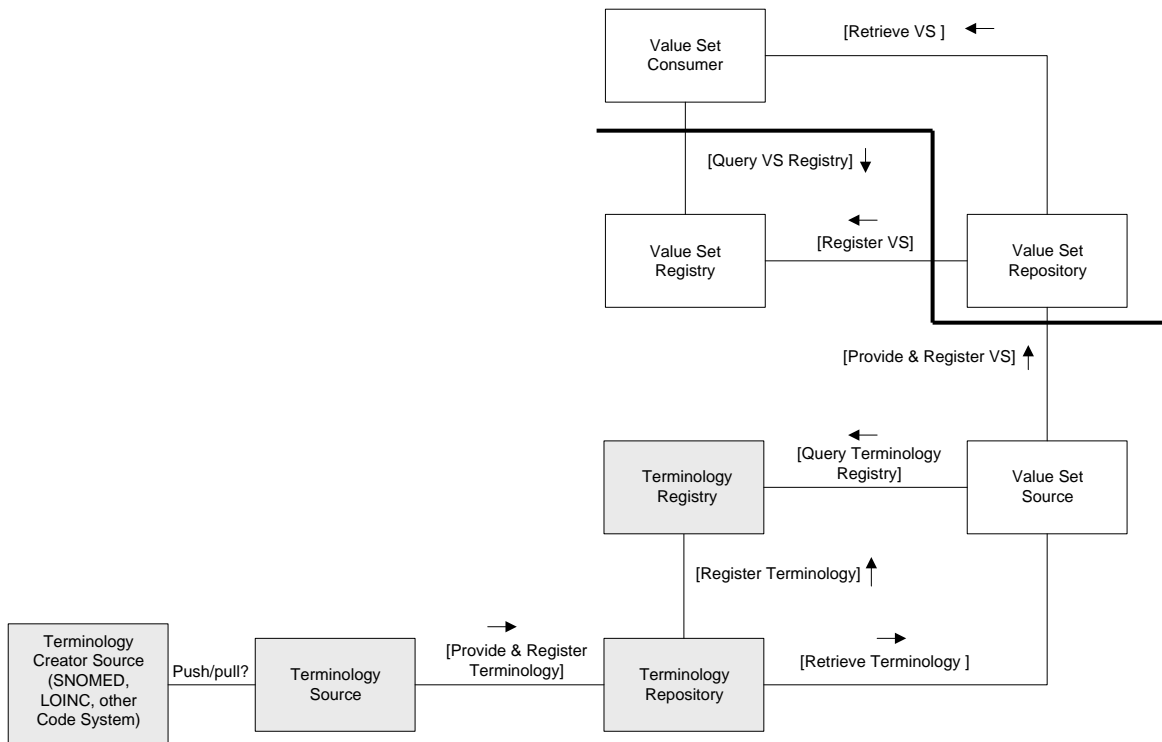 Value Set
Consumer
[Retrieve VS ]
[Query VS Registry]
Value Set
Registry
[Register VS]
Value Set
Repository
[Provide & Register VS]
Terminology
Registry
[Query Terminology
Registry]
Value Set
Source
[Register Terminology]
Terminology
Creator Source
(SNOMED,
LOINC, other
Code System)
Push/pull?
Terminology
Source
[Provide & Register
Terminology]
Terminology
Repository
[Retrieve Terminology ]